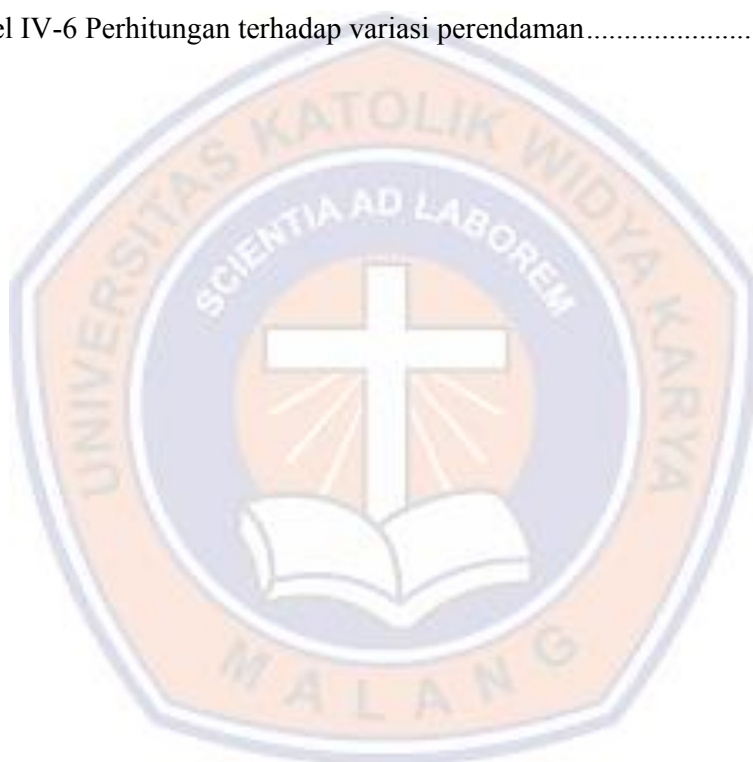 el IV-6 Perhitungan terhadap variasi perendaman......................
UNIVERSITAS KATOLIK WIDYA KARYA
SCIENTIA AD LABOREM
MALANG